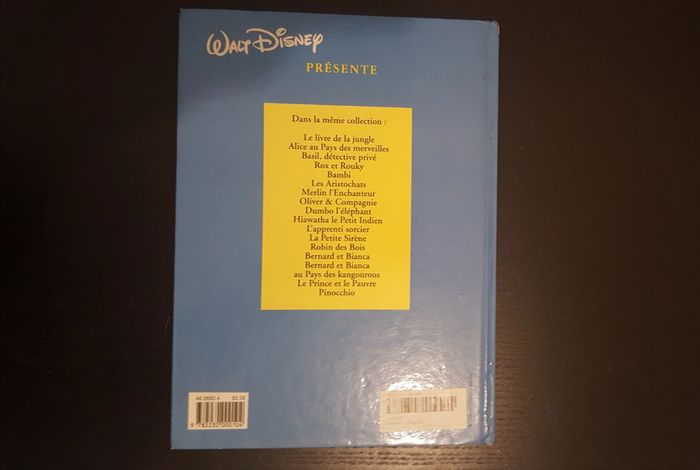 WALT DISNEY
PRÉSENTE
Dans la même collection :
Le livre de la jungle
Alice au Pays des merveilles
Basil, détective privé
Rox et Rouky
Bambi
Les Aristochats
Merlin l'Enchanteur
Oliver & Compagnie
Dumbo l'éléphant
Hiawatha le Petit Indien
L'apprenti sorcier
La Petite Sirène
Robin des Bois
Bernard et Bianca
Bernard et Bianca
au Pays des kangourous
Le Prince et le Pauvre
Pinocchio
9 782230 000104